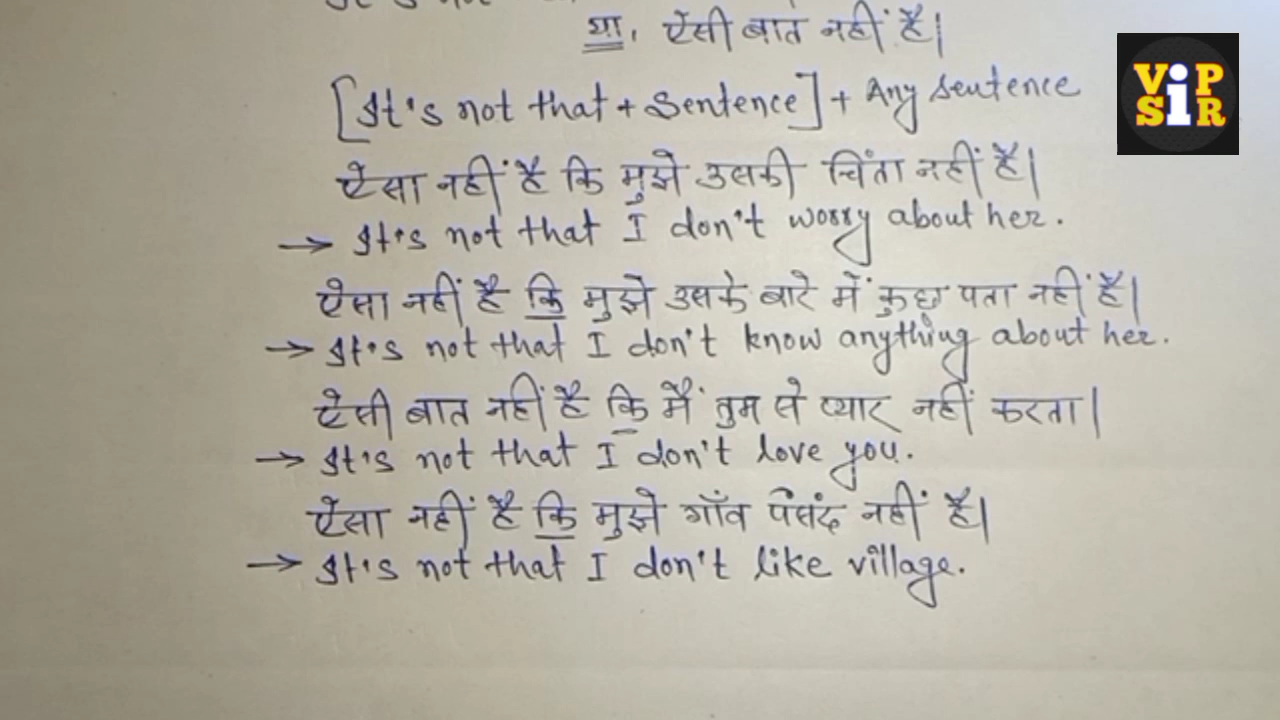 या. ऐसी बात नहीं है।
[It's not that + Sentence] + Any sentence
ऐसा नहीं है कि मुझे उसकी चिंता नहीं है।
→ It's not that I don't worry about her.
ऐसा नहीं है कि मुझे उसके बारे में कुछ पता नहीं है।
→ It's not that I don't know anything about her.
ऐसी बात नहीं है कि मैं तुम से प्यार नहीं करता।
→ It's not that I don't love you.
ऐसा नहीं है कि मुझे गाँव पसंद नहीं है।
→ It's not that I don't like village.
ViP
SiR